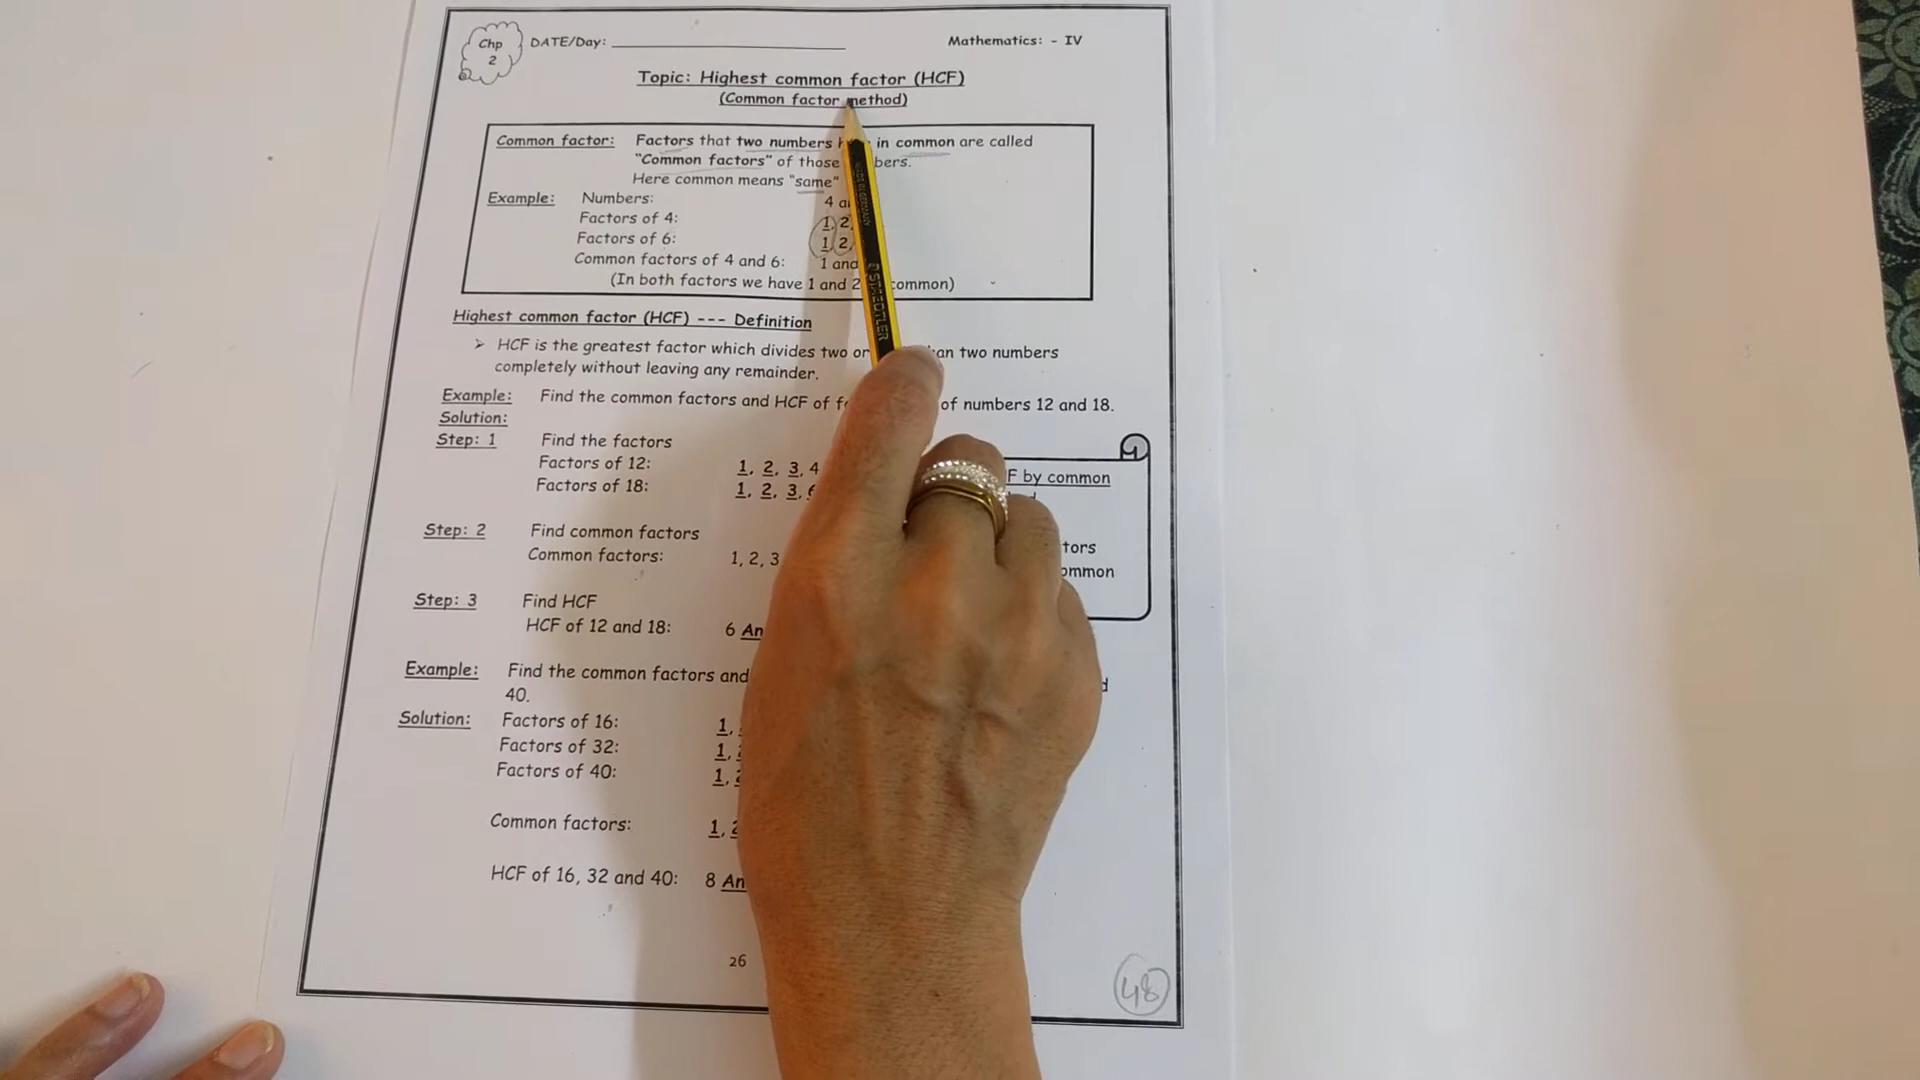 Chp
2
DATE/Day:
Mathematics: - IV
Topic: Highest common factor (HCF)
(Common factor method)
Common factor: Factors that two numbers in common are called
"Common factors" of those bers.
Here common means "same"
Example: Numbers: 4
Factors of 4: 1, 2,
Factors of 6: 1, 2,
Common factors of 4 and 6: 1 and
(In both factors we have 1 and 2 common)
Highest common factor (HCF) --- Definition
➢ HCF is the greatest factor which divides two or an two numbers
completely without leaving any remainder.
Example: Find the common factors and HCF of of numbers 12 and 18.
Solution:
Step: 1 Find the factors
Factors of 12: 1, 2, 3, 4
Factors of 18: 1, 2, 3,
F by common
tors
ommon
Step: 2 Find common factors
Common factors: 1, 2, 3
Step: 3 Find HCF
HCF of 12 and 18: 6 An
Example: Find the common factors and
40.
Solution: Factors of 16: 1,
Factors of 32: 1,
Factors of 40: 1, 2
Common factors: 1, 2
HCF of 16, 32 and 40: 8 An
26
48
STAEDTLER